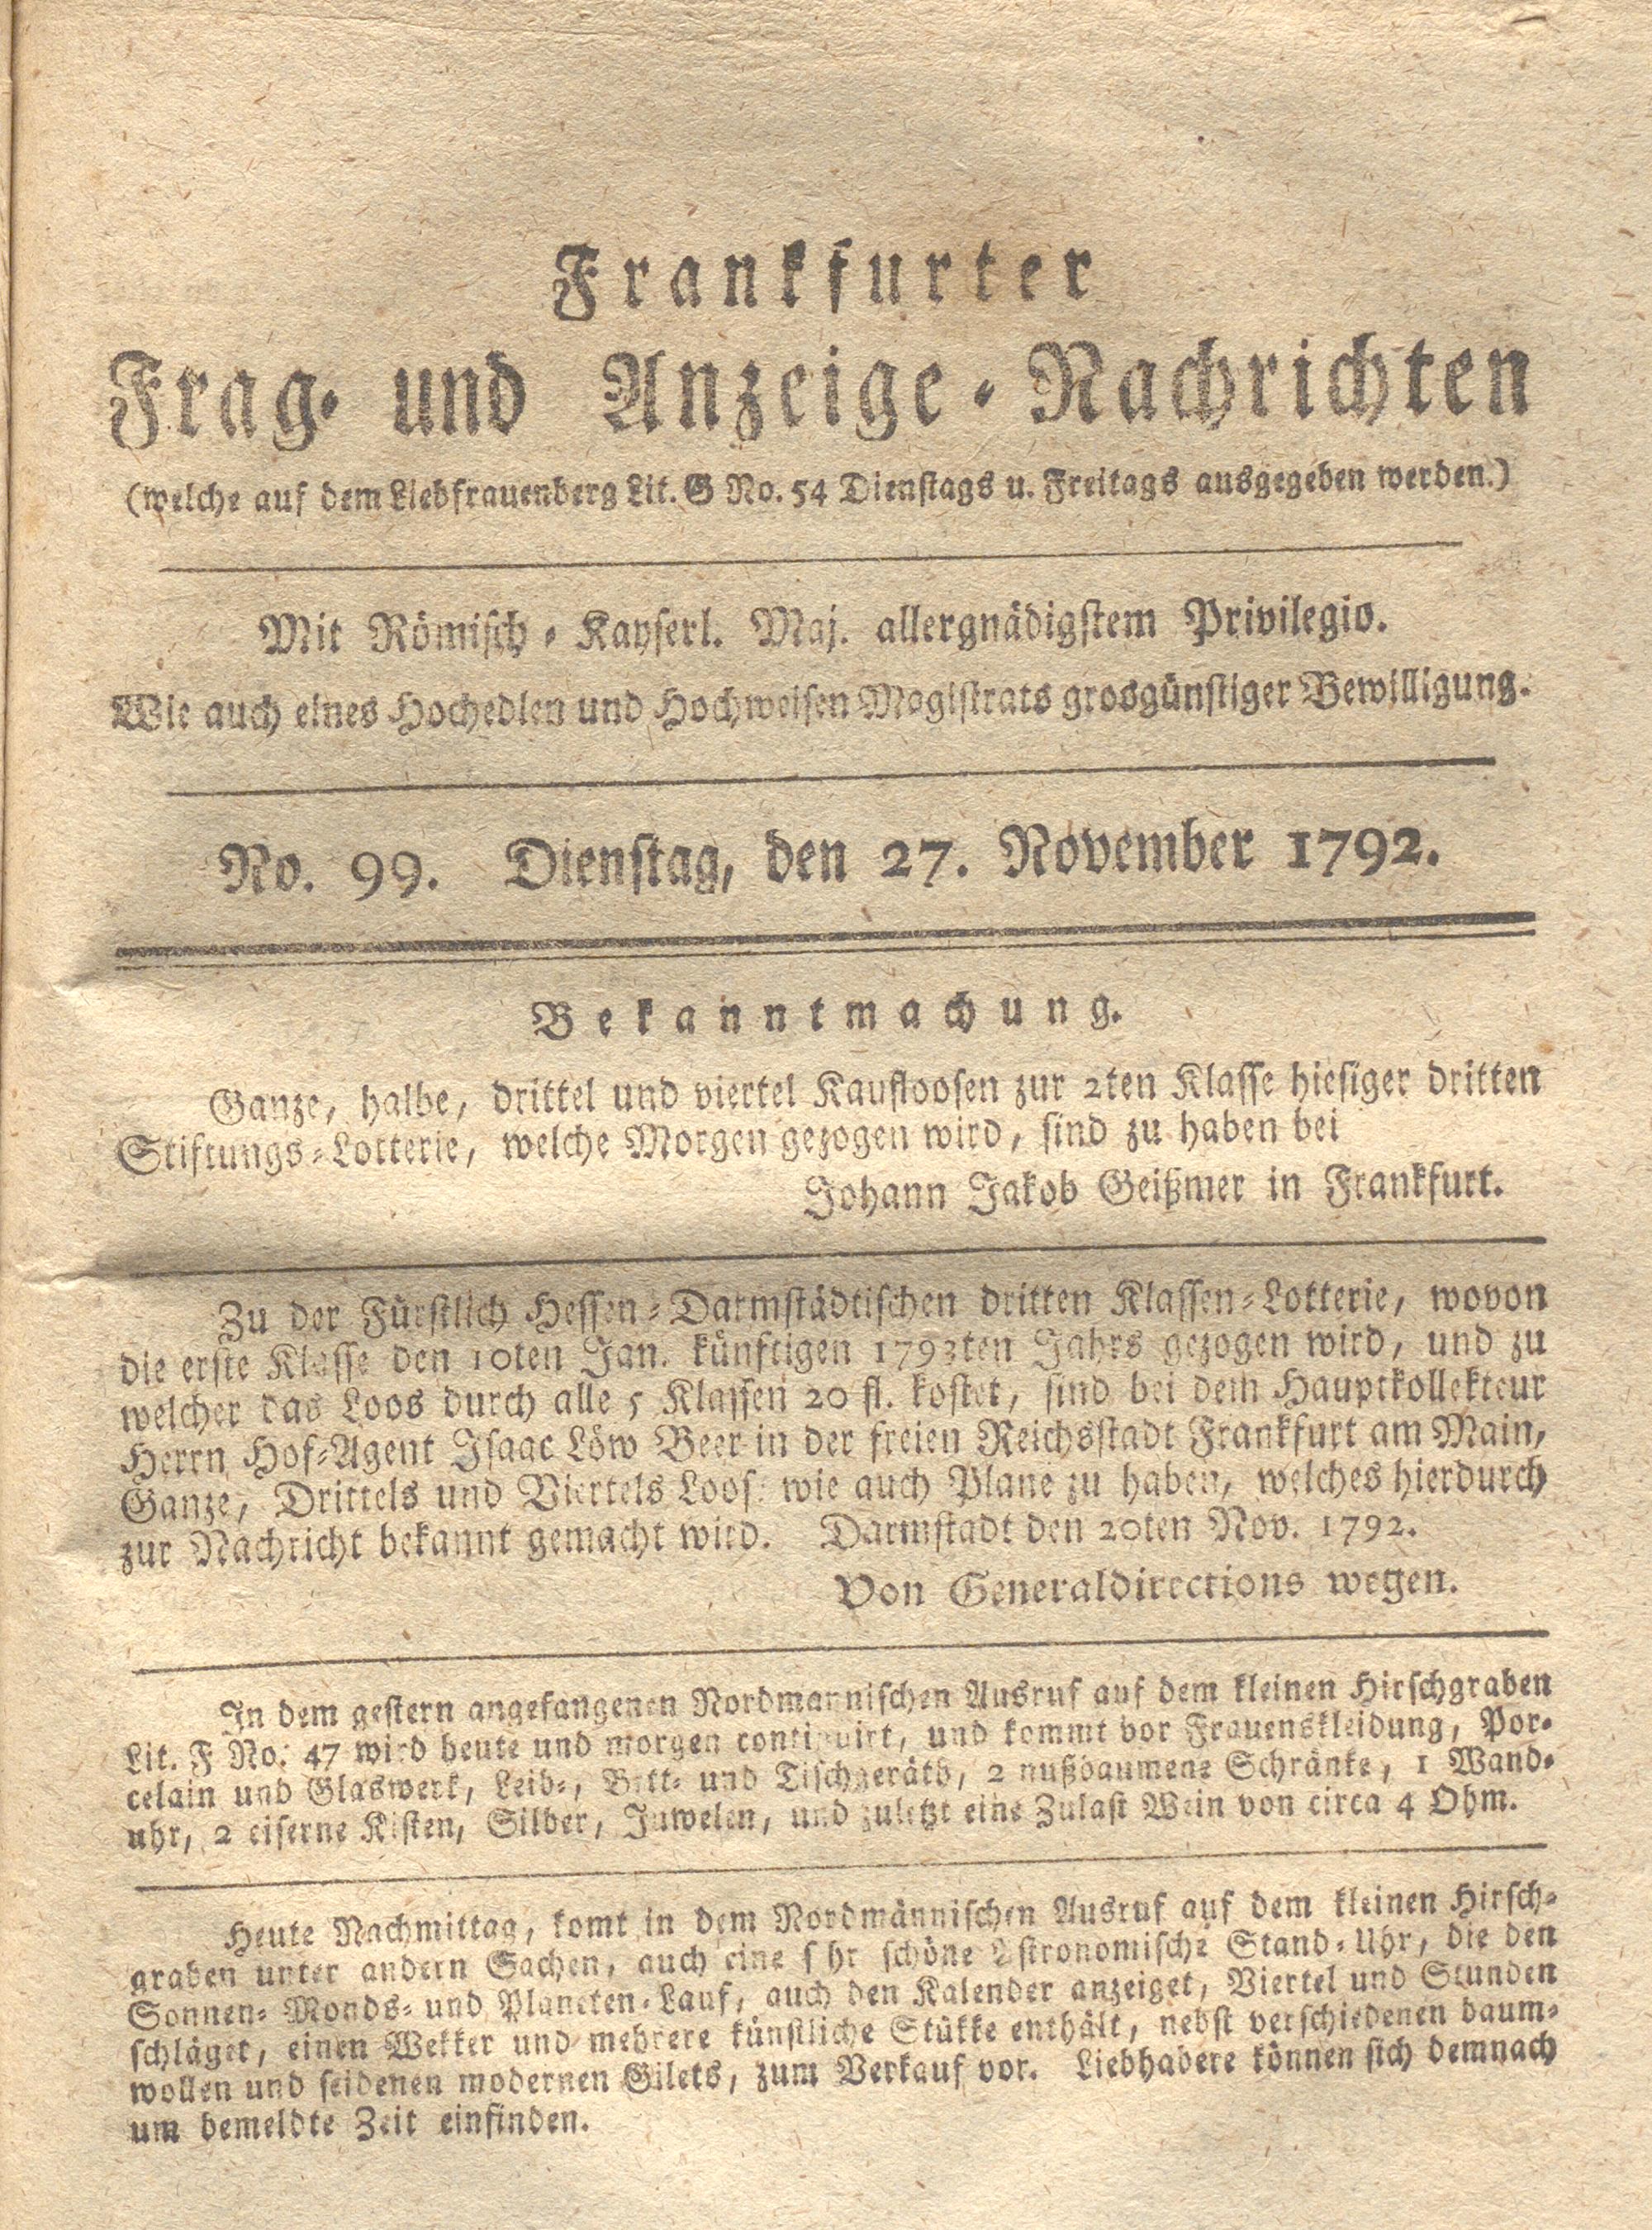 Frankfurter
Frag- und Anzeige-Nachrichten
(welche auf dem Liebfrauenberg Lit. G No. 54 Dienstags u. Freitags ausgegeben werden.)
Mit Römisch-Kayserl. Maj. allergnädigstem Privilegio.
Wie auch eines Hochedlen und Hochweisen Magistrats grosgünstiger Bewilligung.
No. 99. Dienstag, den 27. November 1792.
Bekanntmachung.
Ganze, halbe, drittel und viertel Kaufloosen zur 2ten Klasse hiesiger dritten
Stiftungs-Lotterie, welche Morgen gezogen wird, sind zu haben bei
Johann Jakob Geißmer in Frankfurt.
Zu der Fürstlich Hessen-Darmstädtischen dritten Klassen-Lotterie, wovon
die erste Klasse den 10ten Jan. künftigen 1793ten Jahrs gezogen wird, und zu
welcher das Loos durch alle 5 Klassen 20 fl. kostet, sind bei dem Hauptkollekteur
Herrn Hof-Agent Isaac Löw Beer in der freien Reichsstadt Frankfurt am Main,
Ganze, Drittels und Viertels Loos wie auch Plane zu haben, welches hierdurch
zur Nachricht bekannt gemacht wird. Darmstadt den 20ten Nov. 1792.
Von Generaldirections wegen.
In dem gestern angefangenen Nordmannischen Ausruf auf dem kleinen Hirschgraben
Lit. F No. 47 wird heute und morgen continuirt, und kommt vor Frauenskleidung, Por-
celain und Glaswerk, Leib-, Bett- und Tischgeräth, 2 nußbaumene Schränke, 1 Wand-
uhr, 2 eiserne Kisten, Silber, Juwelen, und zuletzt eine Zulast Wein von circa 4 Ohm.
Heute Nachmittag, komt in dem Nordmännischen Ausruf auf dem kleinen Hirsch-
graben unter andern Sachen, auch eine sehr schöne Astronomische Stand-Uhr, die den
Sonnen- Monds- und Planeten-Lauf, auch den Kalender anzeiget, Viertel und Stunden
schläget, einen Wekker und mehrere künstliche Stükke enthält, nebst verschiedenen baum-
wollen und seidenen modernen Gilets, zum Verkauf vor. Liebhabere können sich demnach
um bemeldte Zeit einfinden.